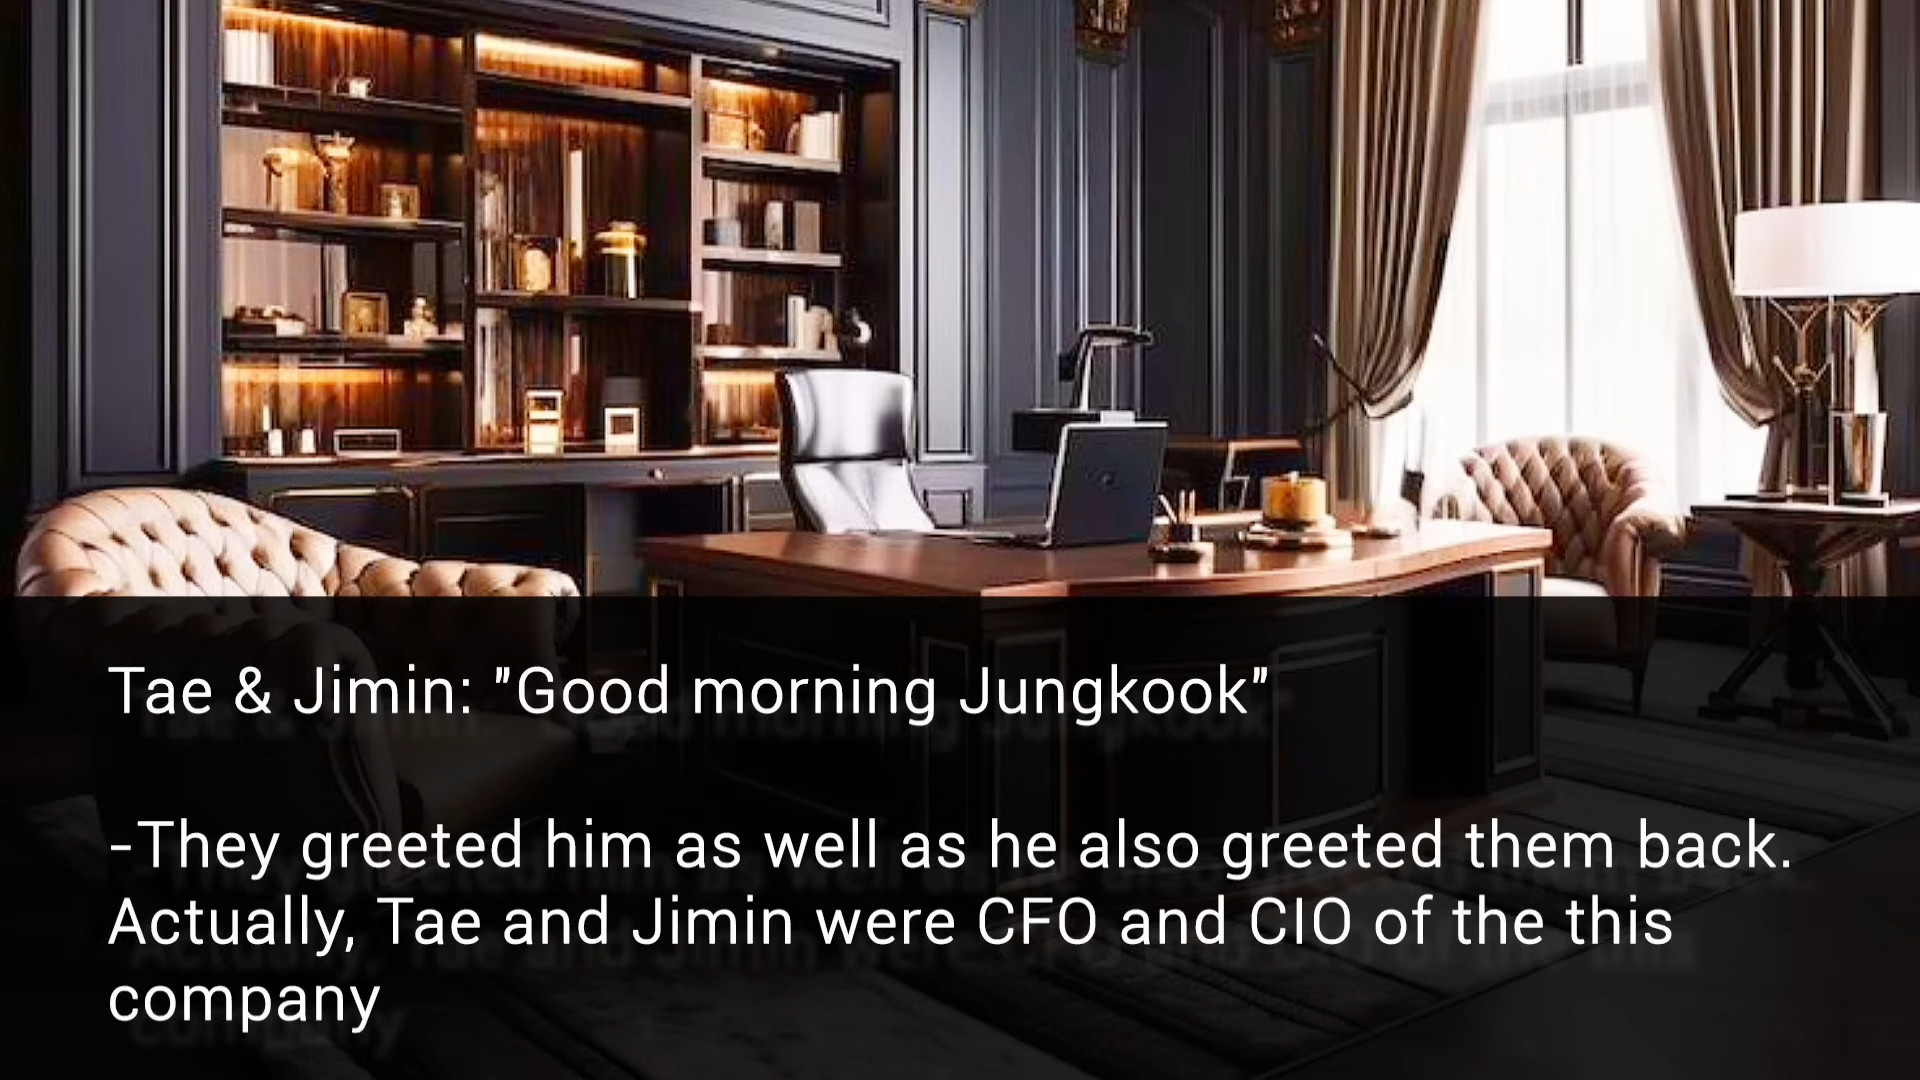 Tae & Jimin: "Good morning Jungkook"
-They greeted him as well as he also greeted them back.
Actually, Tae and Jimin were CFO and CIO of the this
company